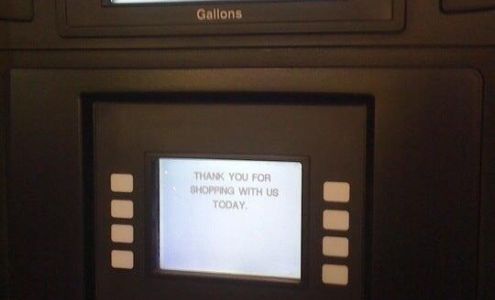 Gallons
THANK YOU FOR
SHOPPING WITH US
TODAY.